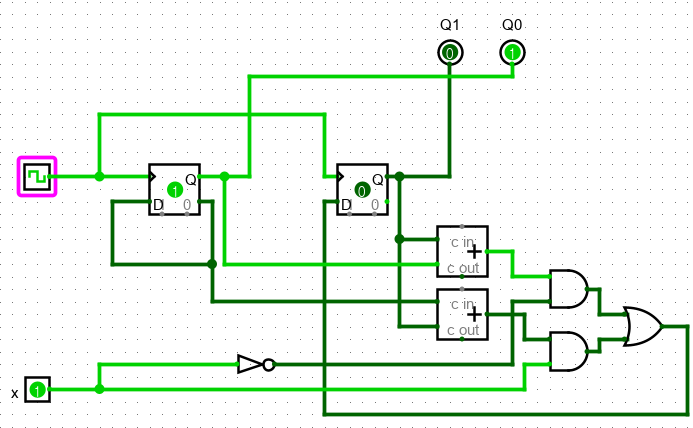 Q1 Q0
0 1
Q Q
1 0
D 0 D 0
c in
+
c out
c in
+
c out
x 1